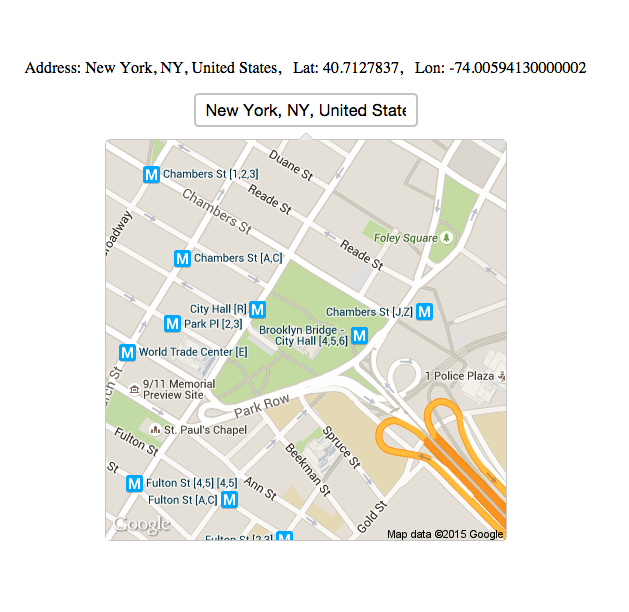 Address: New York, NY, United States, Lat: 40.7127837, Lon: -74.00594130000002
New York, NY, United State
Duane St
M Chambers St [1,2,3]
Reade St
Chambers St
roadway
Foley Square
Reade St
M Chambers St [A,C]
City Hall [R] M
Chambers St [J,Z] M
M Park Pl [2,3]
Brooklyn Bridge -
City Hall [4,5,6] M
M World Trade Center [E]
1 Police Plaza
9/11 Memorial
Preview Site
rch St
Park Row
St. Paul's Chapel
Fulton St
Spruce St
Beekman St
St
M Fulton St [4,5] [4,5]
Ann St
Fulton St [A,C] M
Gold St
Google
Map data ©2015 Google
Fulton St [2,3] M